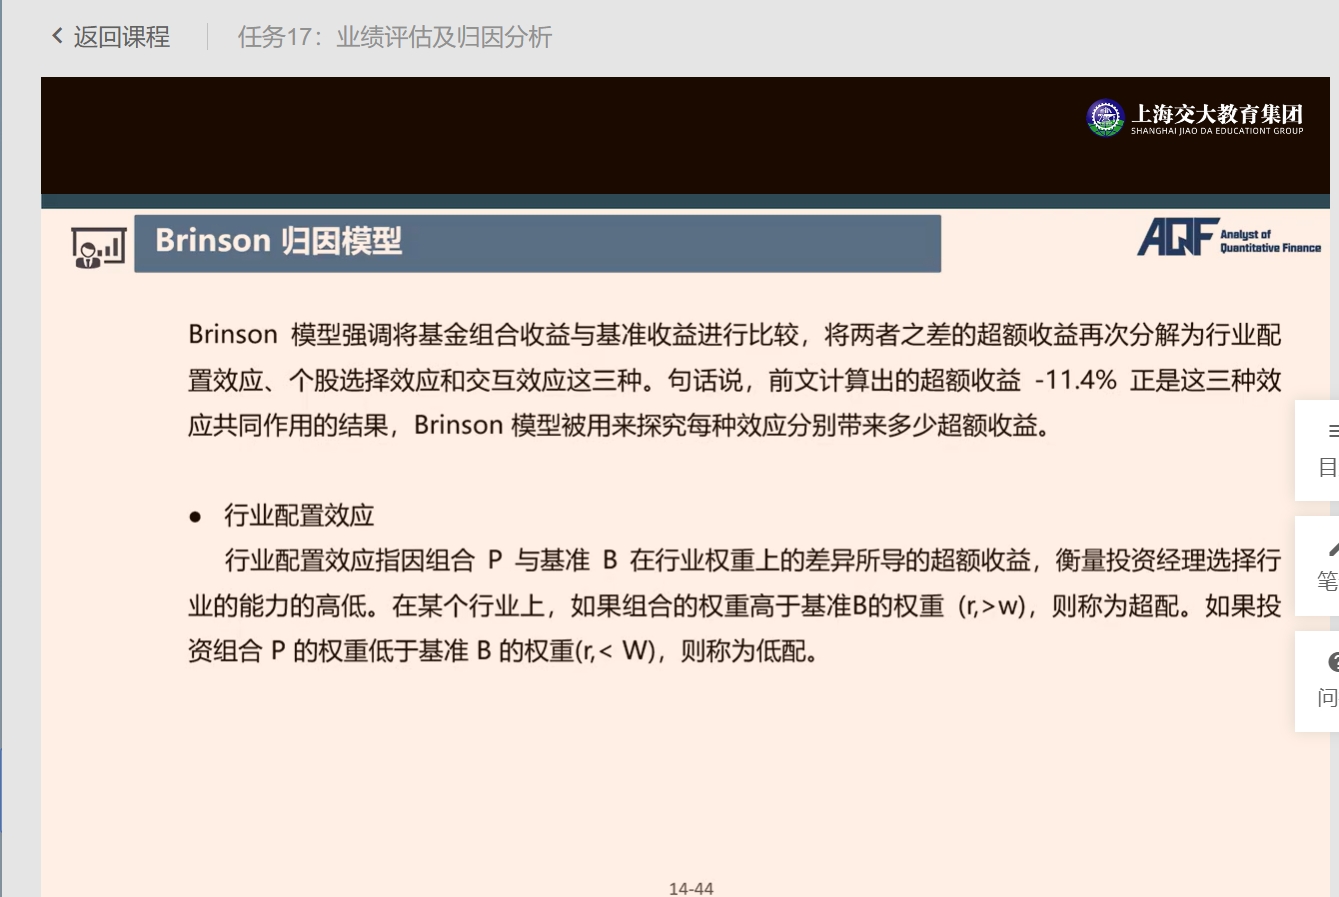 返回课程
任务17：业绩评估及归因分析
上海交大教育集团
SHANGHAI JIAO DA EDUCATIONT GROUP
Brinson 归因模型
AQF Analyst of
Quantitative Finance
Brinson 模型强调将基金组合收益与基准收益进行比较，将两者之差的超额收益再次分解为行业配
置效应、个股选择效应和交互效应这三种。句话说，前文计算出的超额收益 -11.4% 正是这三种效
应共同作用的结果，Brinson 模型被用来探究每种效应分别带来多少超额收益。
● 行业配置效应
行业配置效应指因组合 P 与基准 B 在行业权重上的差异所导的超额收益，衡量投资经理选择行
业的能力的高低。在某个行业上，如果组合的权重高于基准B的权重 (r,>w)，则称为超配。如果投
资组合 P 的权重低于基准 B 的权重(r,< W)，则称为低配。
目
笔
问
14-44